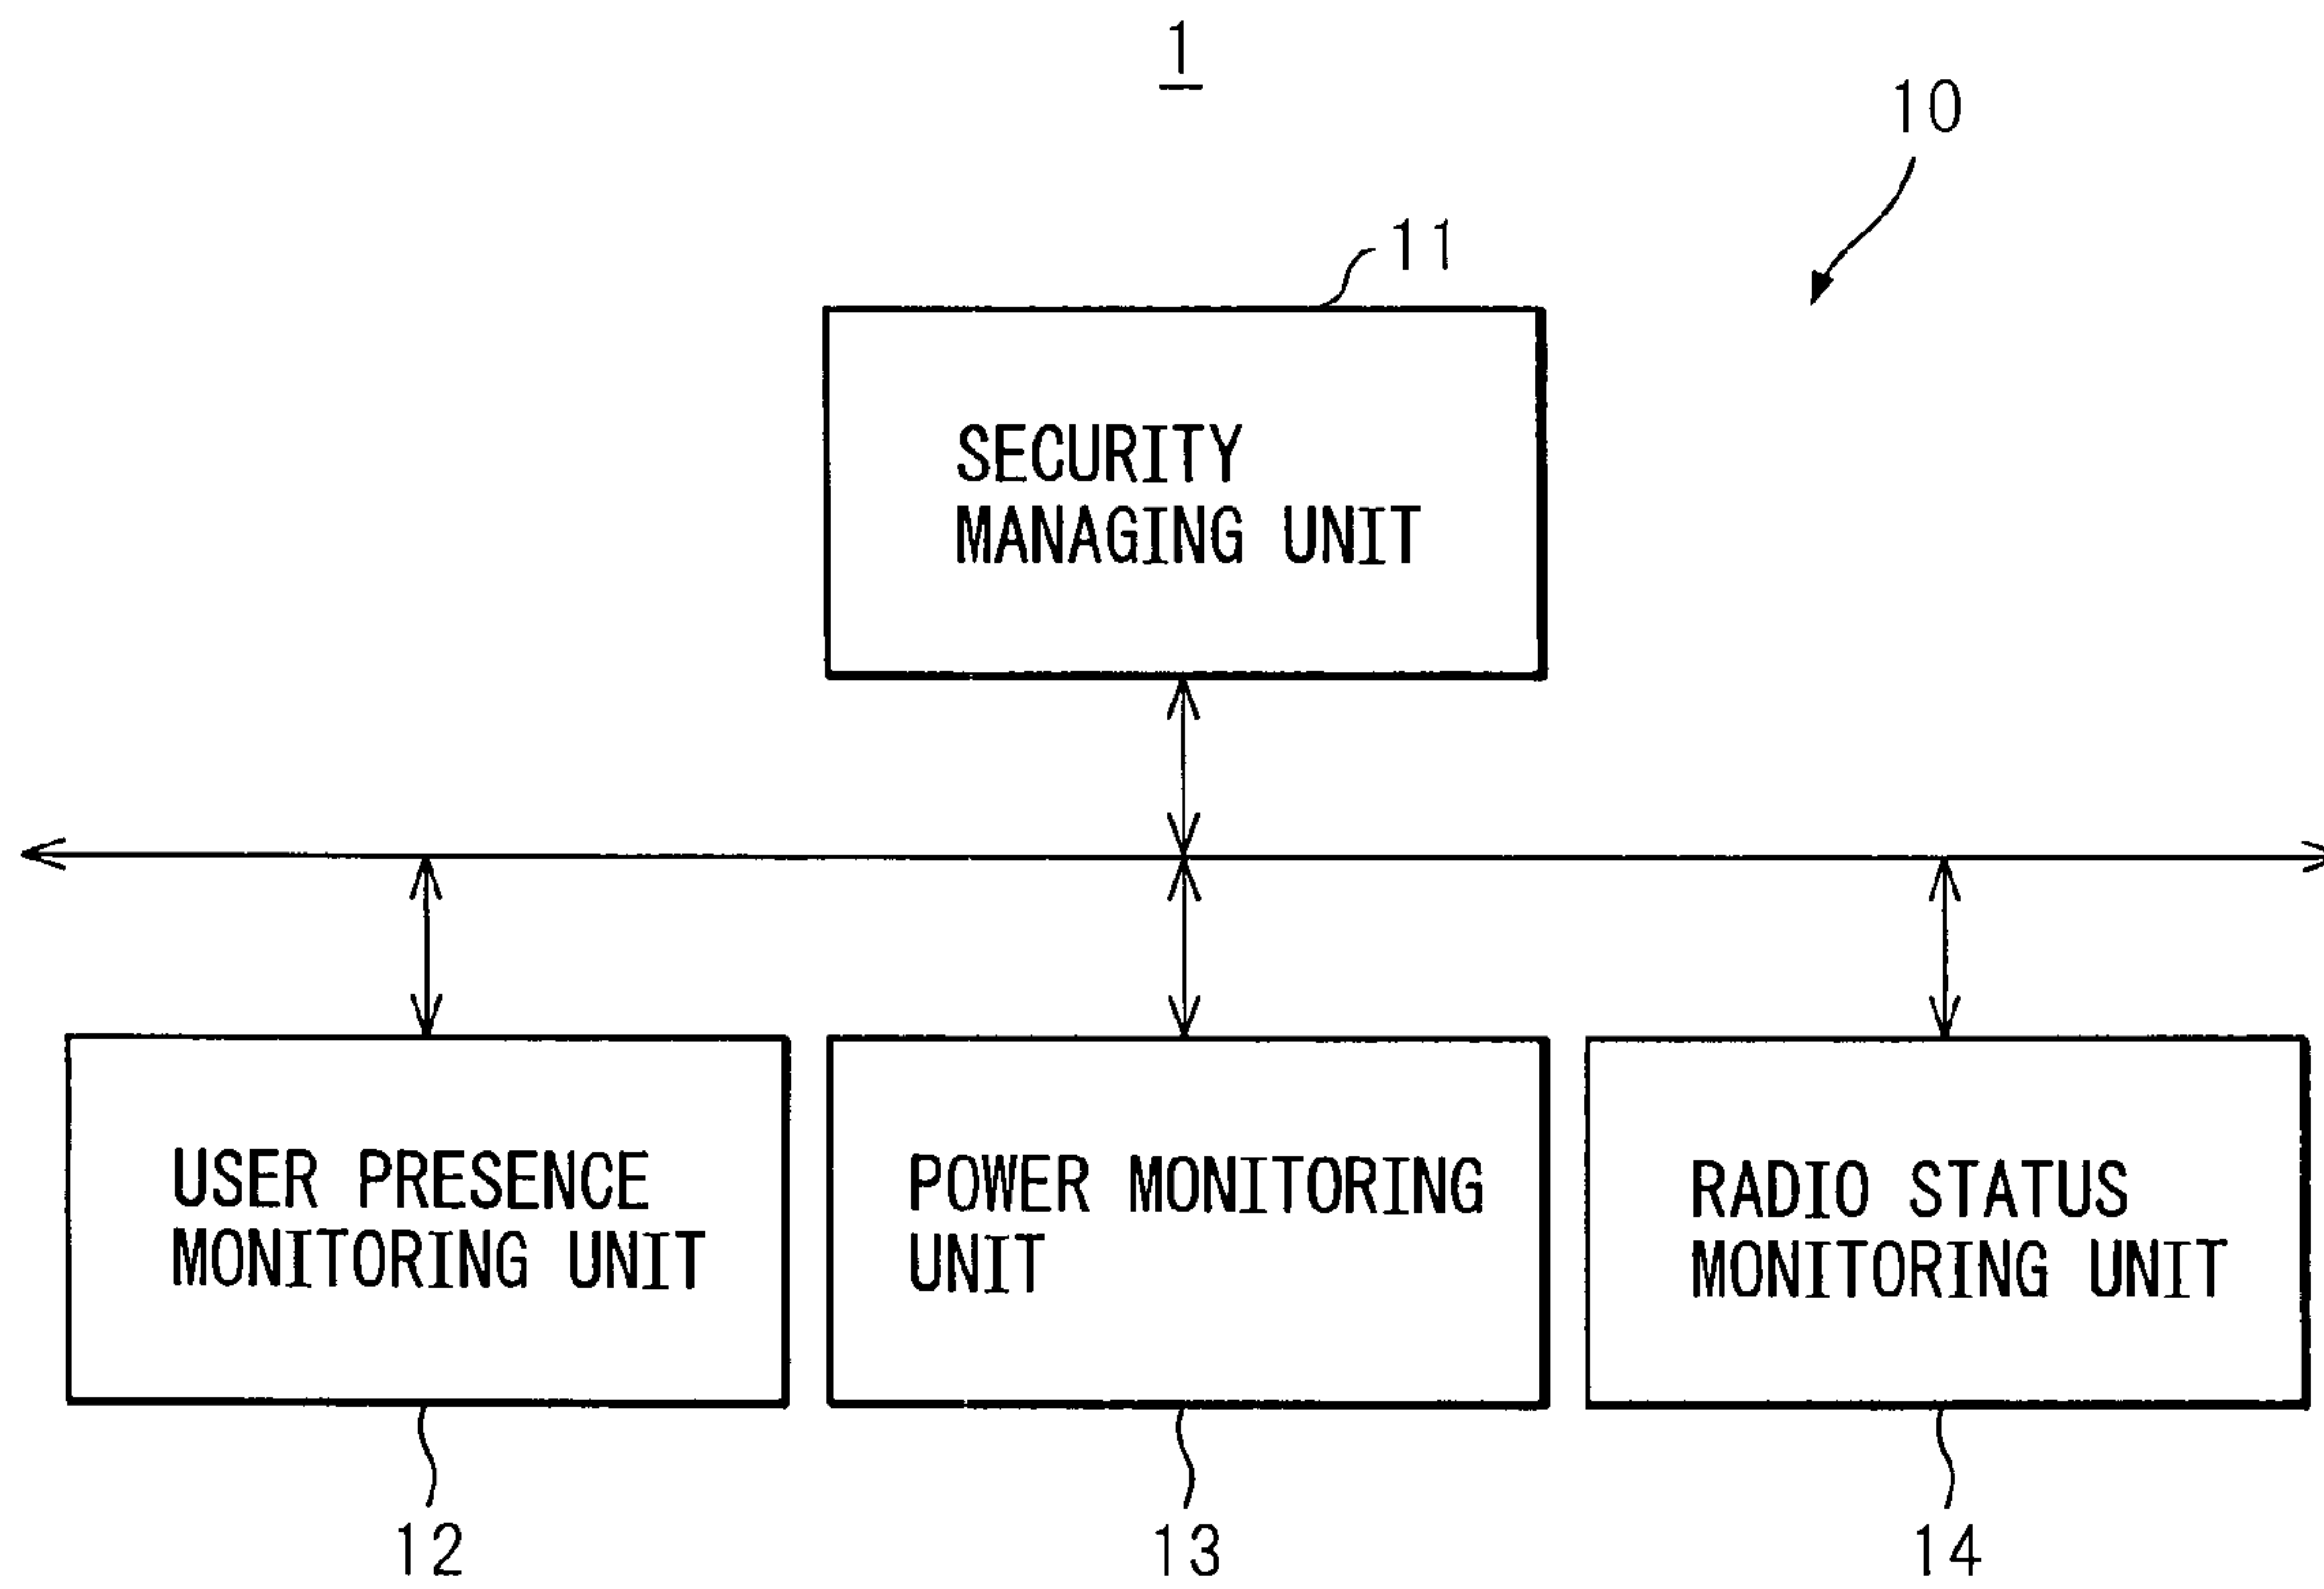 1
10
11
SECURITY
MANAGING UNIT
USER PRESENCE
MONITORING UNIT
POWER MONITORING
UNIT
RADIO STATUS
MONITORING UNIT
12
13
14